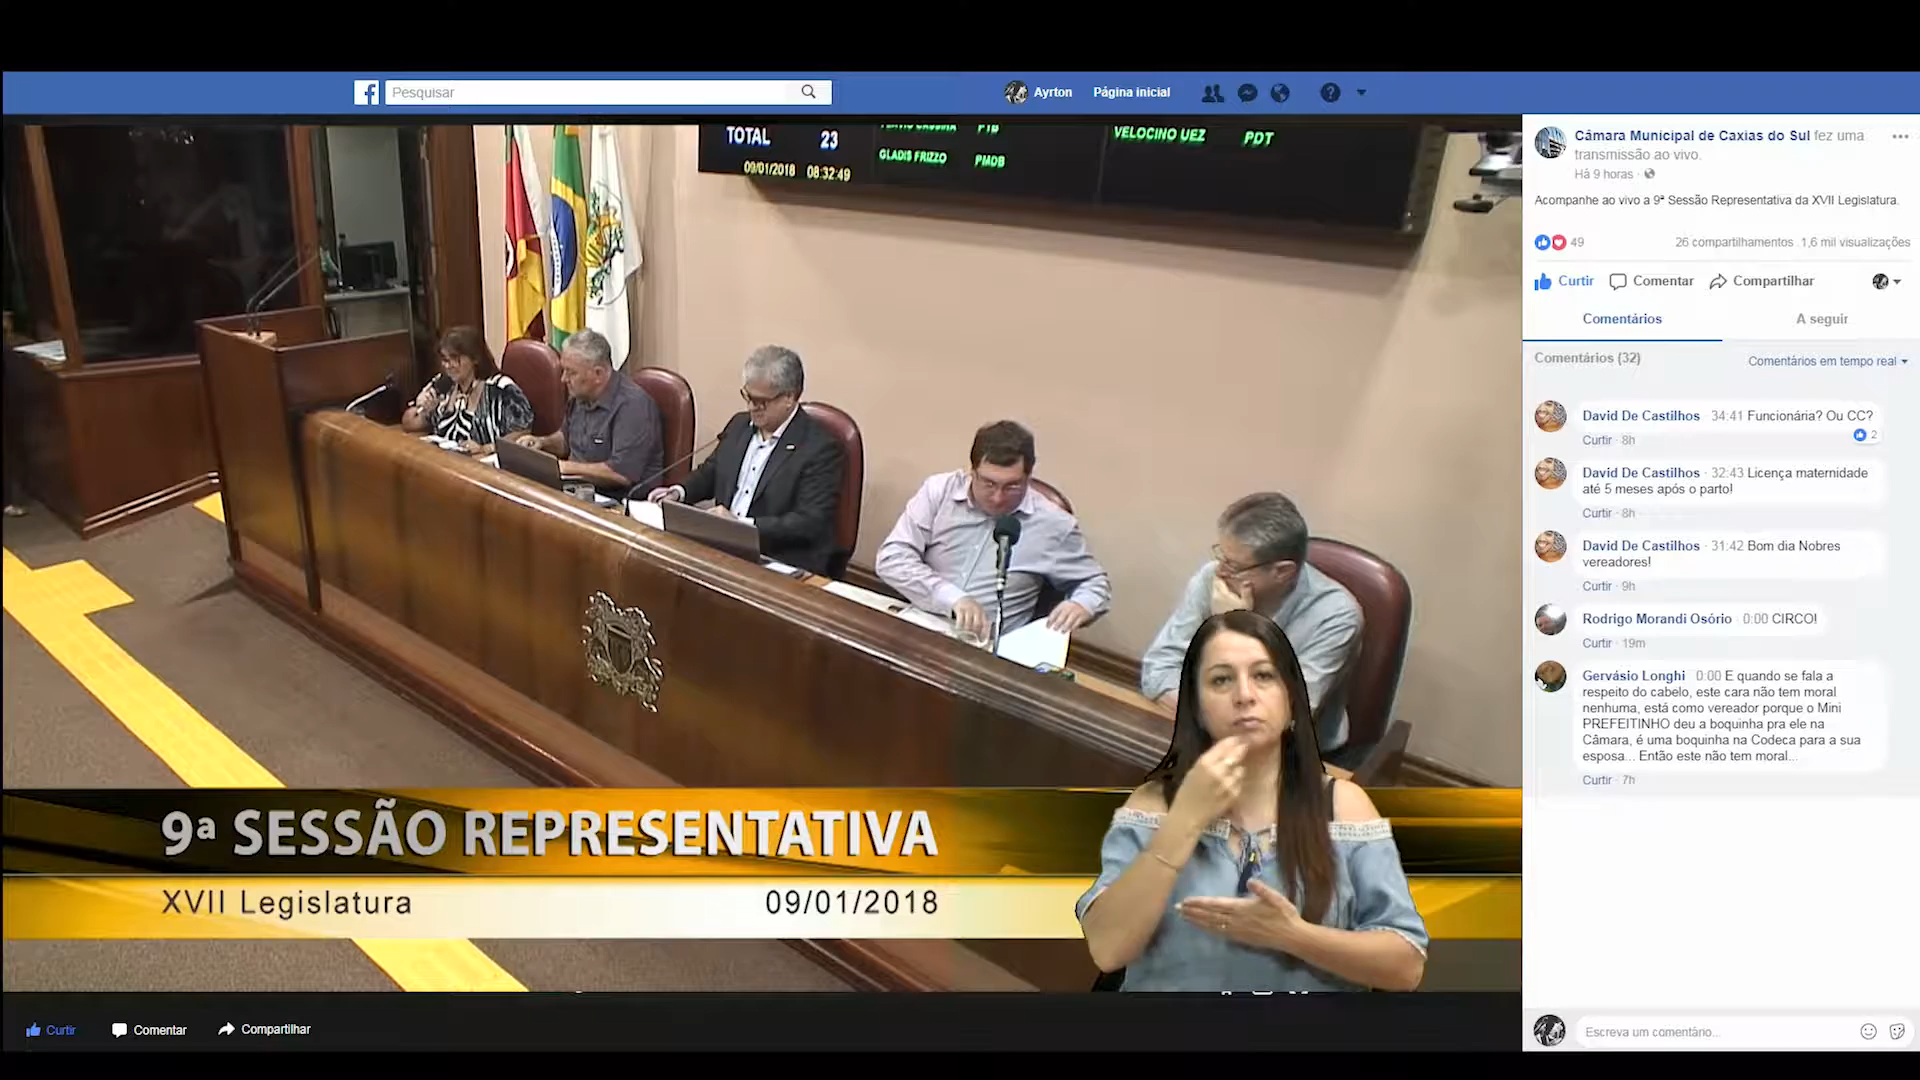 Pesquisar
Ayrton
Página inicial
TOTAL 23
09/01/2018 08:32:49
PTB
GLADIS FRIZZO PMDB
VELOCINO UEZ PDT
9ª SESSÃO REPRESENTATIVA
XVII Legislatura 09/01/2018
Curtir
Comentar
Compartilhar
Câmara Municipal de Caxias do Sul fez uma
transmissão ao vivo.
Há 9 horas ·
Acompanhe ao vivo a 9ª Sessão Representativa da XVII Legislatura.
49
26 compartilhamentos 1,6 mil visualizações
Curtir Comentar Compartilhar
Comentários A seguir
Comentários (32) Comentários em tempo real
David De Castilhos 34:41 Funcionária? Ou CC?
Curtir · 8h
2
David De Castilhos · 32:43 Licença maternidade
até 5 meses após o parto!
Curtir · 8h
David De Castilhos · 31:42 Bom dia Nobres
vereadores!
Curtir · 9h
Rodrigo Morandi Osório · 0:00 CIRCO!
Curtir · 19m
Gervásio Longhi 0:00 E quando se fala a
respeito do cabelo, este cara não tem moral
nenhuma, está como vereador porque o Mini
PREFEITINHO deu a boquinha pra ele na
Câmara, é uma boquinha na Codeca para a sua
esposa... Então este não tem moral...
Curtir · 7h
Escreva um comentário...